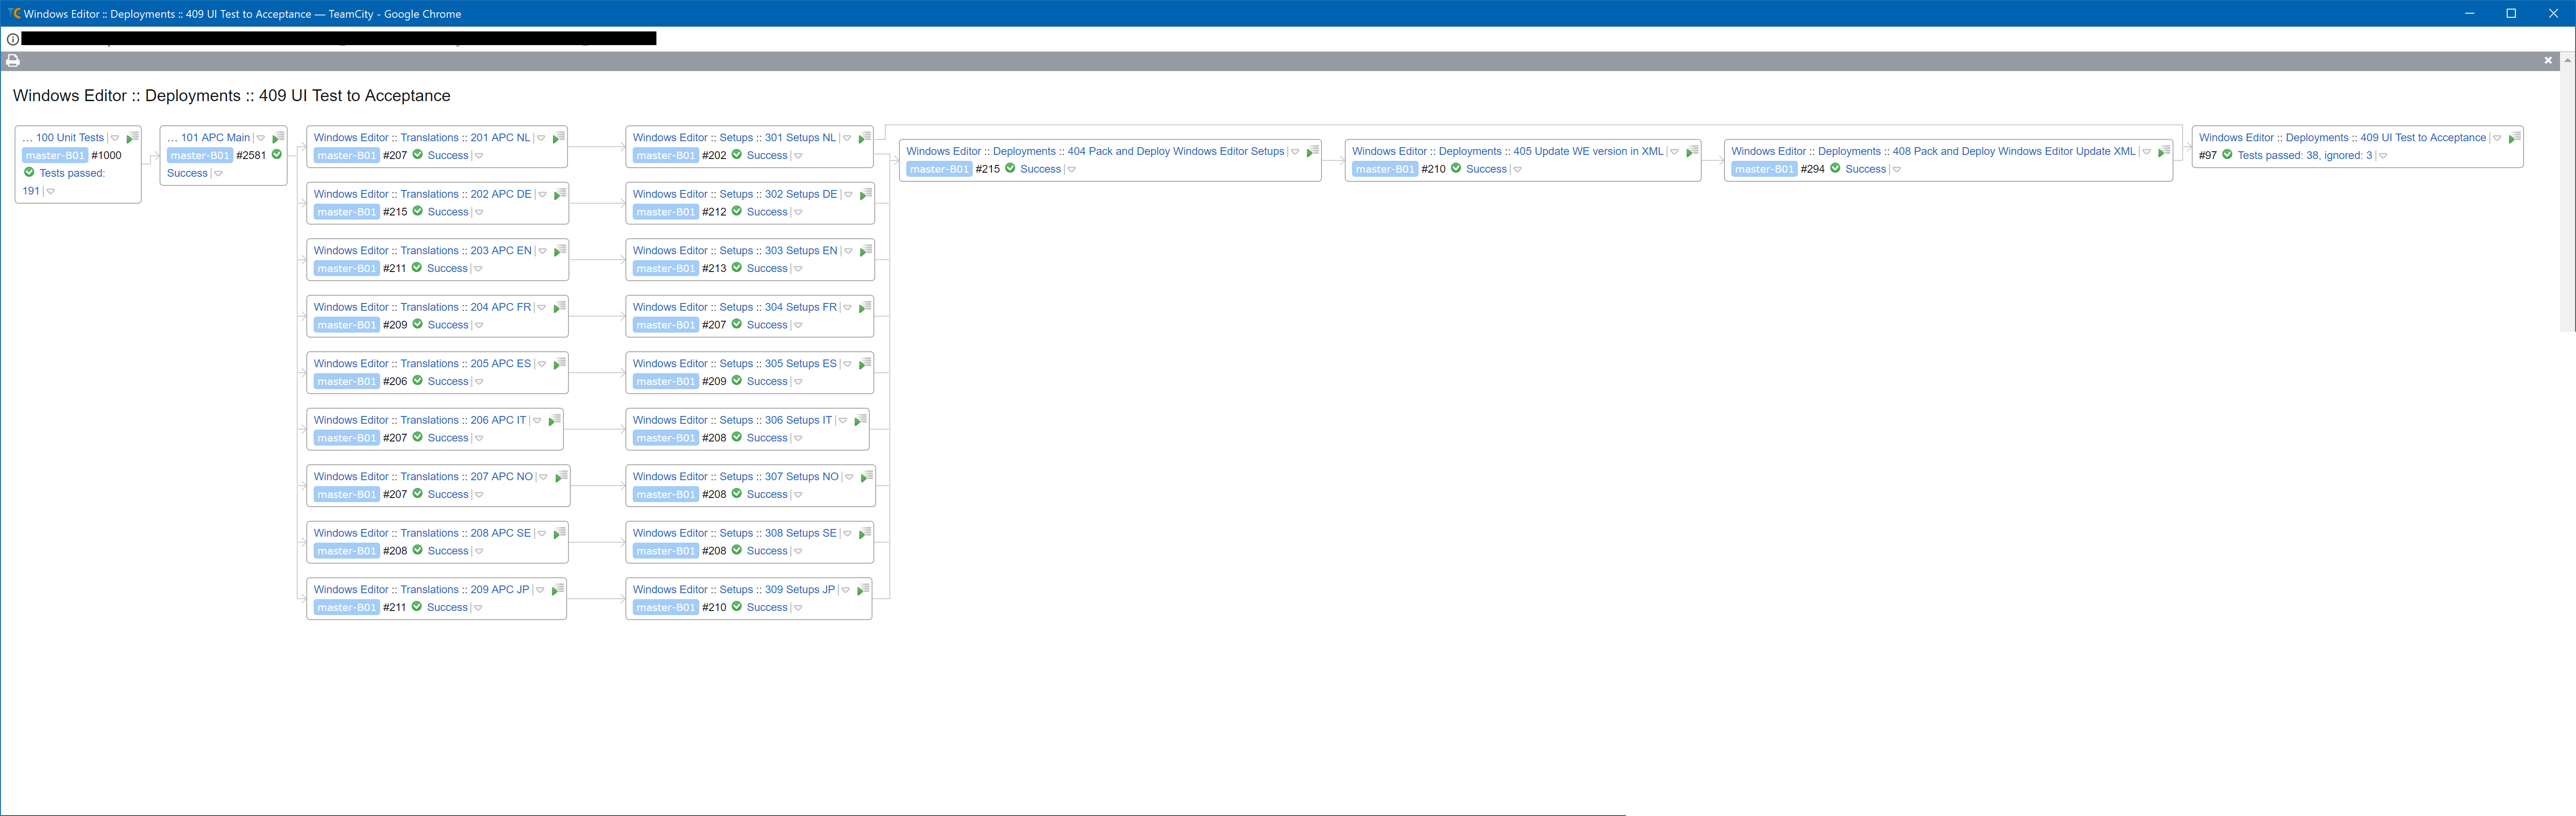 Windows Editor :: Deployments :: 409 UI Test to Acceptance — TeamCity - Google Chrome
Windows Editor :: Deployments :: 409 UI Test to Acceptance
... 100 Unit Tests
master-B01 #1000
Tests passed:
191
... 101 APC Main
master-B01 #2581
Success
Windows Editor :: Translations :: 201 APC NL
master-B01 #207 Success
Windows Editor :: Setups :: 301 Setups NL
master-B01 #202 Success
Windows Editor :: Deployments :: 404 Pack and Deploy Windows Editor Setups
master-B01 #215 Success
Windows Editor :: Deployments :: 405 Update WE version in XML
master-B01 #210 Success
Windows Editor :: Deployments :: 408 Pack and Deploy Windows Editor Update XML
master-B01 #294 Success
Windows Editor :: Deployments :: 409 UI Test to Acceptance
#97 Tests passed: 38, ignored: 3
Windows Editor :: Translations :: 202 APC DE
master-B01 #215 Success
Windows Editor :: Setups :: 302 Setups DE
master-B01 #212 Success
Windows Editor :: Translations :: 203 APC EN
master-B01 #211 Success
Windows Editor :: Setups :: 303 Setups EN
master-B01 #213 Success
Windows Editor :: Translations :: 204 APC FR
master-B01 #209 Success
Windows Editor :: Setups :: 304 Setups FR
master-B01 #207 Success
Windows Editor :: Translations :: 205 APC ES
master-B01 #206 Success
Windows Editor :: Setups :: 305 Setups ES
master-B01 #209 Success
Windows Editor :: Translations :: 206 APC IT
master-B01 #207 Success
Windows Editor :: Setups :: 306 Setups IT
master-B01 #208 Success
Windows Editor :: Translations :: 207 APC NO
master-B01 #207 Success
Windows Editor :: Setups :: 307 Setups NO
master-B01 #208 Success
Windows Editor :: Translations :: 208 APC SE
master-B01 #208 Success
Windows Editor :: Setups :: 308 Setups SE
master-B01 #208 Success
Windows Editor :: Translations :: 209 APC JP
master-B01 #211 Success
Windows Editor :: Setups :: 309 Setups JP
master-B01 #210 Success